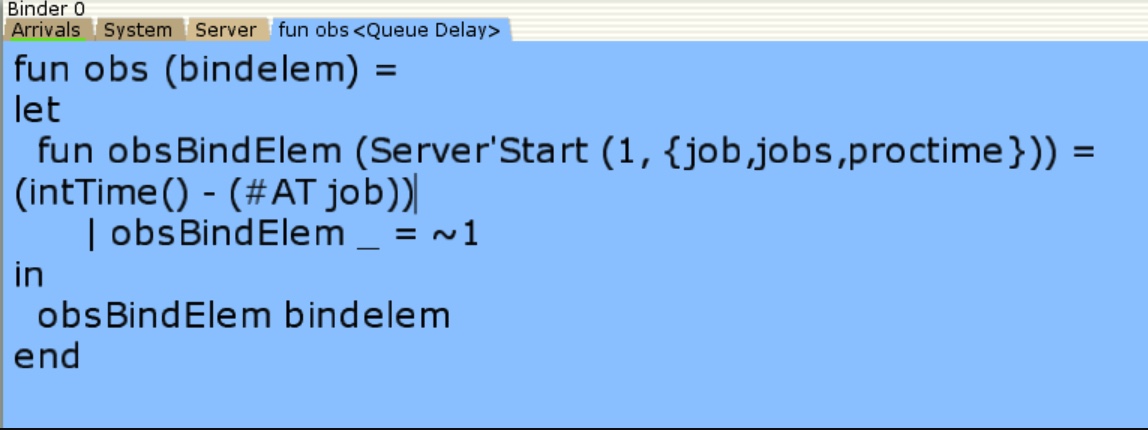 Binder 0
Arrivals System Server fun obs <Queue Delay>
fun obs (bindelem) =
let
  fun obsBindElem (Server'Start (1, {job,jobs,proctime})) =
(intTime() - (#AT job))
      | obsBindElem _ = ~1
in
  obsBindElem bindelem
end